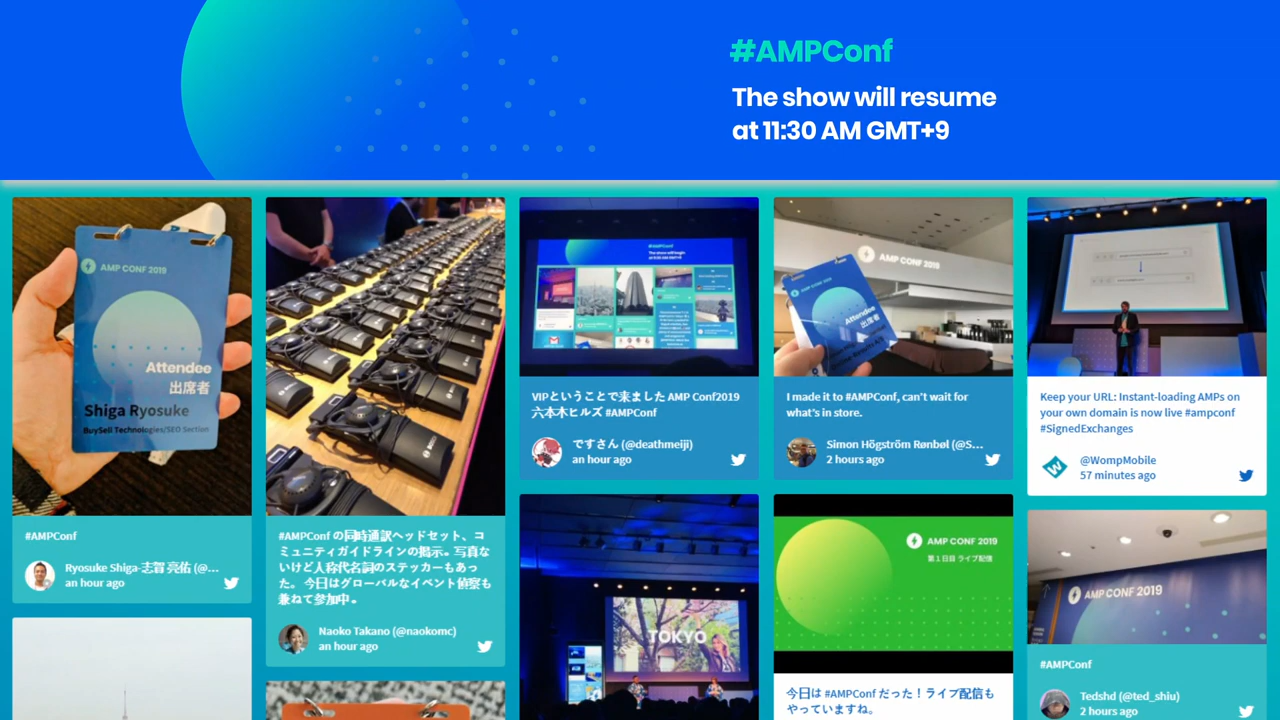 #AMPConf
The show will resume
at 11:30 AM GMT+9
AMP CONF 2019
Attendee
出席者
Shiga Ryosuke
BuySell Technologies/SEO Section
#AMPConf
Ryosuke Shiga-志賀 亮佑 (@...
an hour ago
#AMPConf の同時通訳ヘッドセット、コ
ミュニティガイドラインの掲示。写真な
いけど人称代名詞のステッカーもあっ
た。 今日はグローバルなイベント偵察も
兼ねて参加中。
Naoko Takano (@naokomc)
an hour ago
#AMPConf
VIPということで来ました AMP Conf2019
六本木ヒルズ #AMPConf
ですさん (@deathmeiji)
an hour ago
TOKYO
AMP CONF 2019
AMP CONF 2019
Attendee
出席者
I made it to #AMPConf, can't wait for
what's in store.
Simon Högström Rønbøl (@S...
2 hours ago
AMP CONF 2019
第１日目 ライブ配信
今日は #AMPConf だった！ライブ配信も
やっていますね。
Keep your URL: Instant-loading AMPs on
your own domain is now live #ampconf
#SignedExchanges
@WompMobile
57 minutes ago
AMP CONF 2019
#AMPConf
Tedshd (@ted_shiu)
2 hours ago